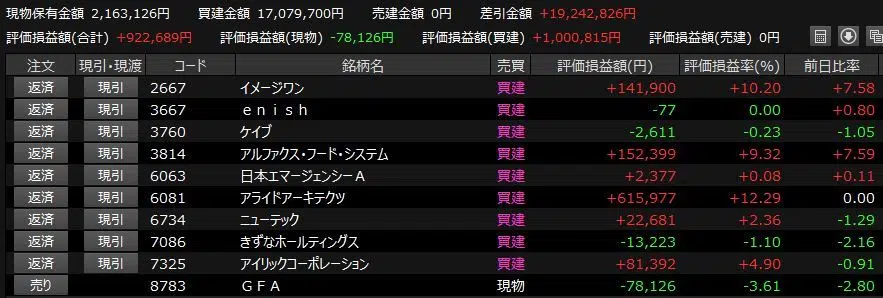 現物保有金額 2,163,126円 買建金額 17,079,700円 売建金額 0円 差引金額 +19,242,826円
評価損益額(合計) +922,689円 評価損益額(現物) -78,126円 評価損益額(買建) +1,000,815円 評価損益額(売建) 0円
注文 現引・現渡 コード 銘柄名 売買 評価損益額(円) 評価損益率(%) 前日比率
返済 現引 2667 イメージワン 買建 +141,900 +10.20 +7.58
返済 現引 3667 ｅｎｉｓｈ 買建 -77 0.00 +0.80
返済 現引 3760 ケイブ 買建 -2,611 -0.23 -1.05
返済 現引 3814 アルファクス・フード・システム 買建 +152,399 +9.32 +7.59
返済 現引 6063 日本エマージェンシーＡ 買建 +2,377 +0.08 +0.11
返済 現引 6081 アライドアーキテクツ 買建 +615,977 +12.29 0.00
返済 現引 6734 ニューテック 買建 +22,681 +2.36 -1.29
返済 現引 7086 きずなホールディングス 買建 -13,223 -1.10 -2.16
返済 現引 7325 アイリックコーポレーション 買建 +81,392 +4.90 -0.91
売り 8783 ＧＦＡ 現物 -78,126 -3.61 -2.80